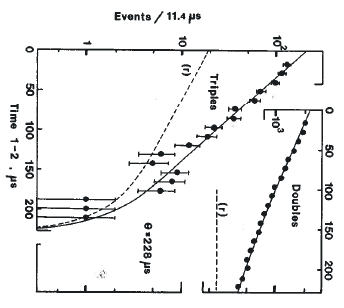 Events / 11.4 µs
1
10
10²
0
50
100
150
200
Time 1-2 , µs
(r)
Triples
θ = 228 µs
10³
0
50
100
150
200
Doubles
(r)